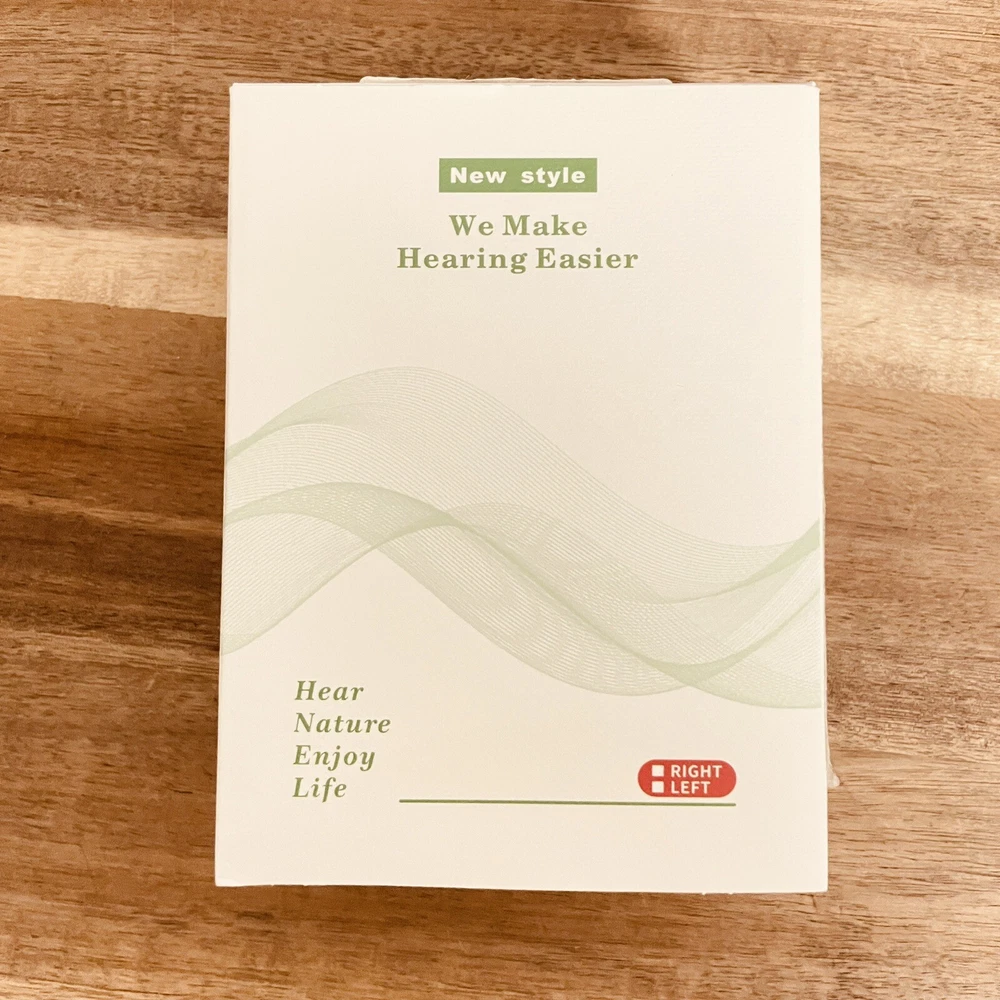 New style
We Make
Hearing Easier
Hear
Nature
Enjoy
Life
RIGHT
LEFT